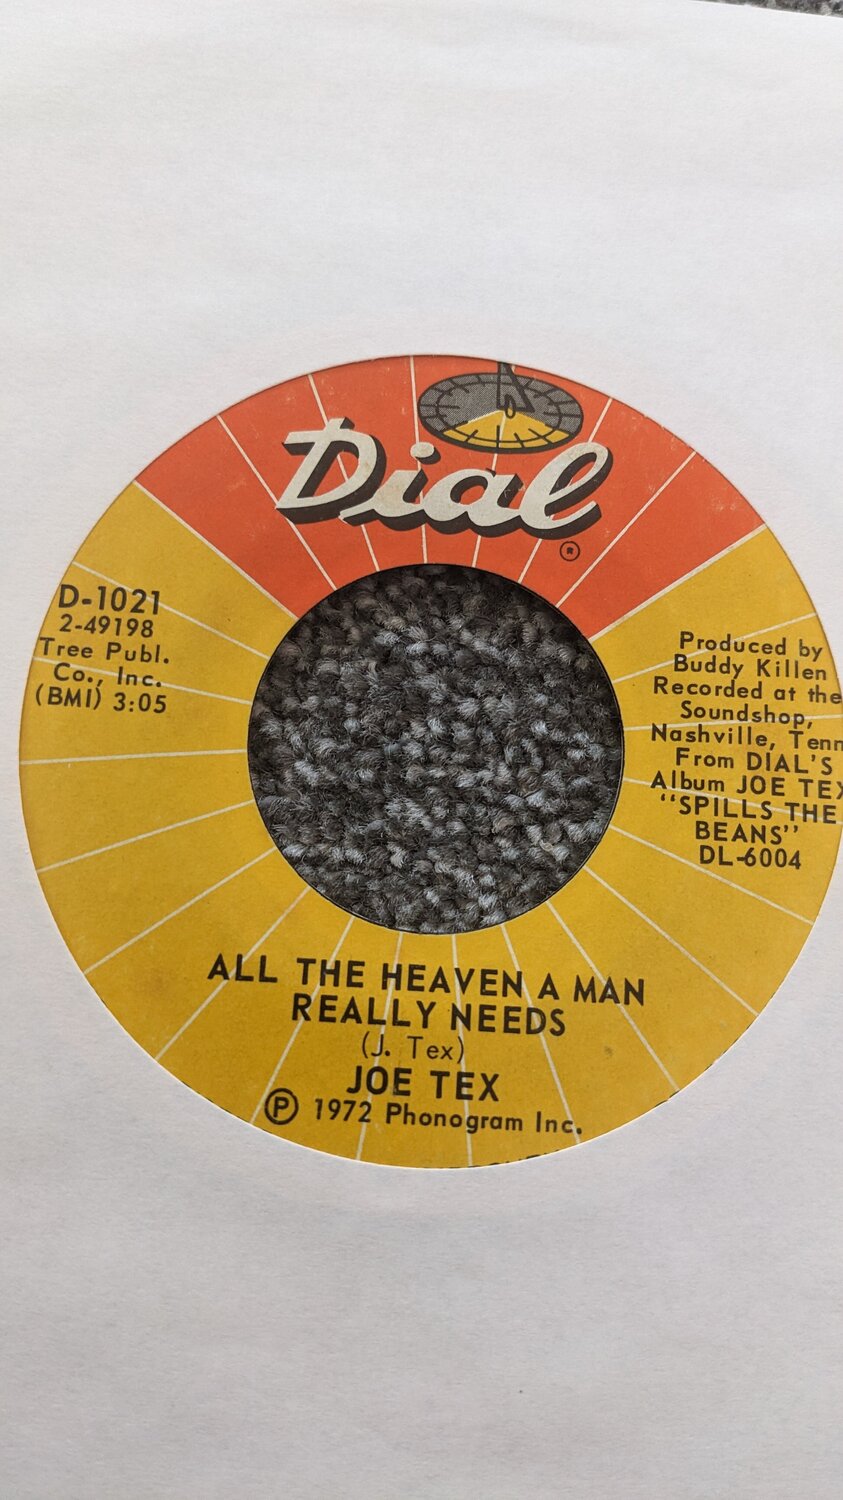 Dial
®
D-1021
2-49198
Tree Publ.
Co., Inc.
(BMI) 3:05
Produced by
Buddy Killen
Recorded at the
Soundshop,
Nashville, Tenn
From DIAL'S
Album JOE TEX
"SPILLS THE
BEANS"
DL-6004
ALL THE HEAVEN A MAN
REALLY NEEDS
(J. Tex)
JOE TEX
℗ 1972 Phonogram Inc.